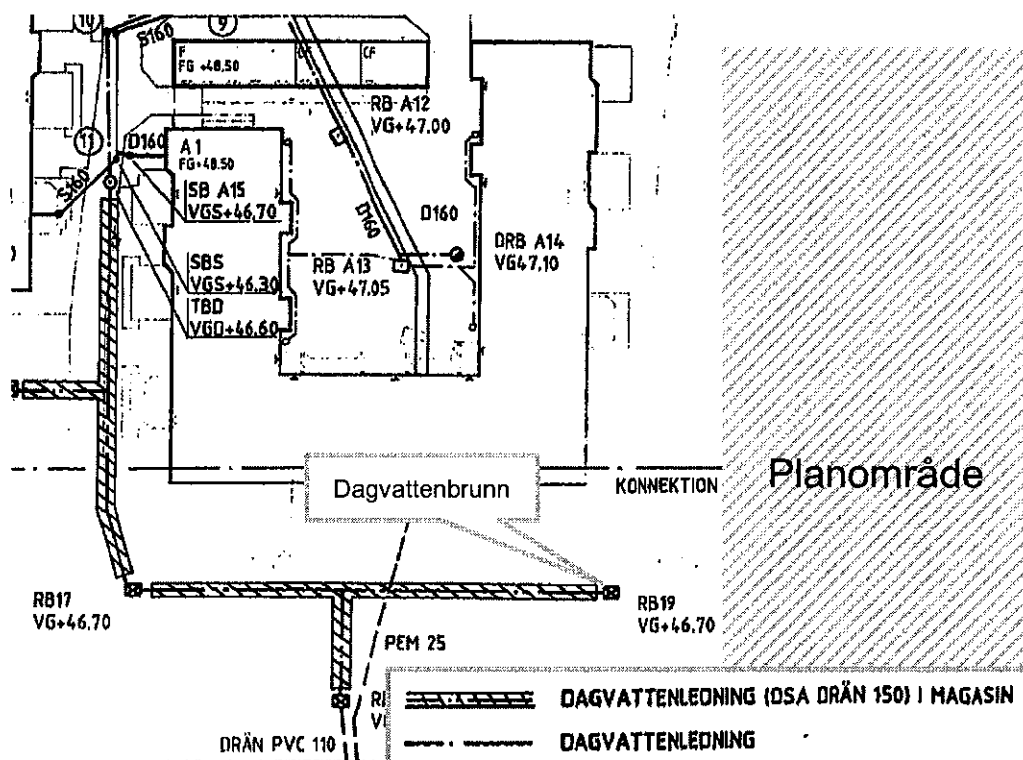 10
S160
9
F
FG +48,50
CF
RB A12
VG+47.00
11
D160
A1
FG+48.50
S160
SB A15
VGS+46,70
D160
D160
DRB A14
VG47.10
SBS
VGS+46.30
RB A13
VG+47.05
TBD
VGD+46.60
Planområde
Dagvattenbrunn
KONNEKTION
RB17
VG+46.70
RB19
VG+46.70
PEM 25
DAGVATTENLEDNING (DSA DRÄN 150) I MAGASIN
DRÄN PVC 110
DAGVATTENLEDNING